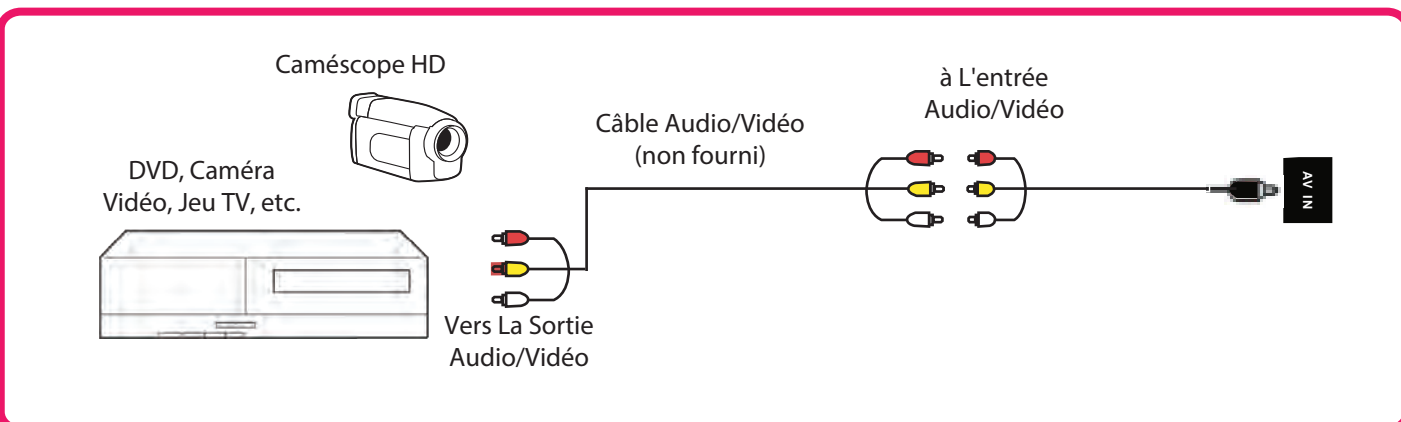 Caméscope HD
DVD, Caméra
Vidéo, Jeu TV, etc.
Vers La Sortie
Audio/Vidéo
Câble Audio/Vidéo
(non fourni)
à L'entrée
Audio/Vidéo
AV IN